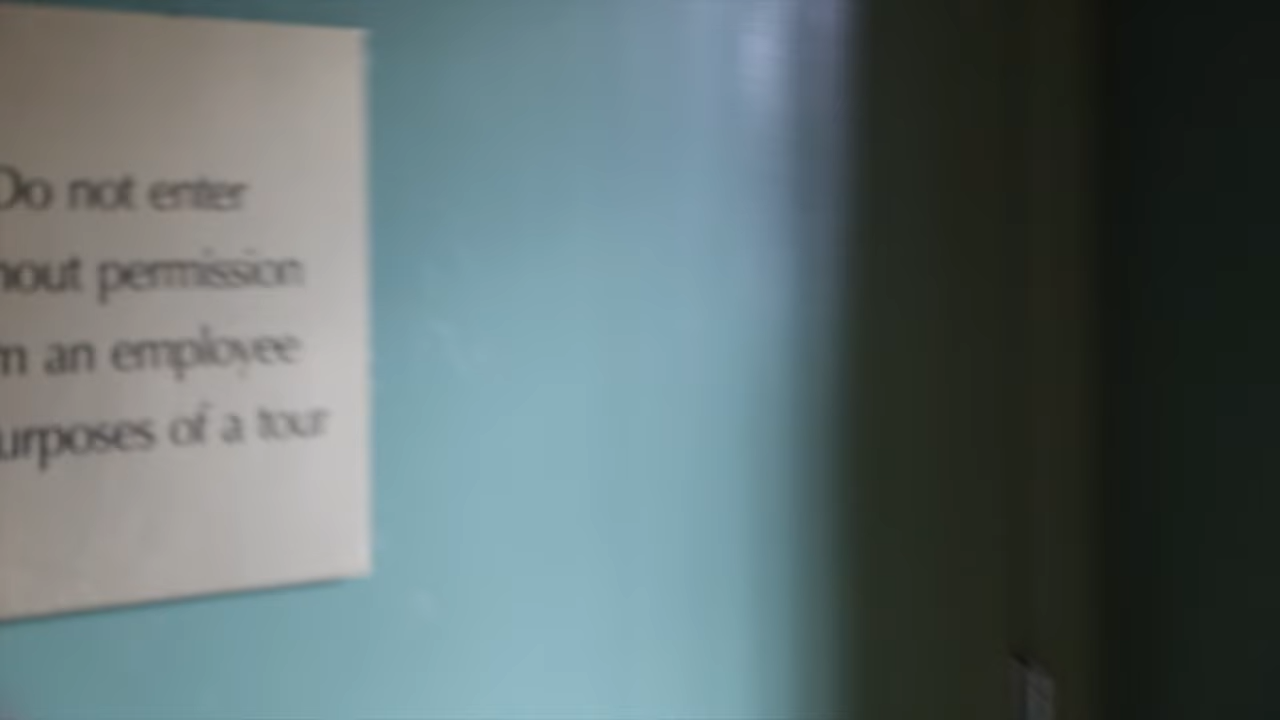 Do not enter
hout permission
m an employee
urposes of a tour